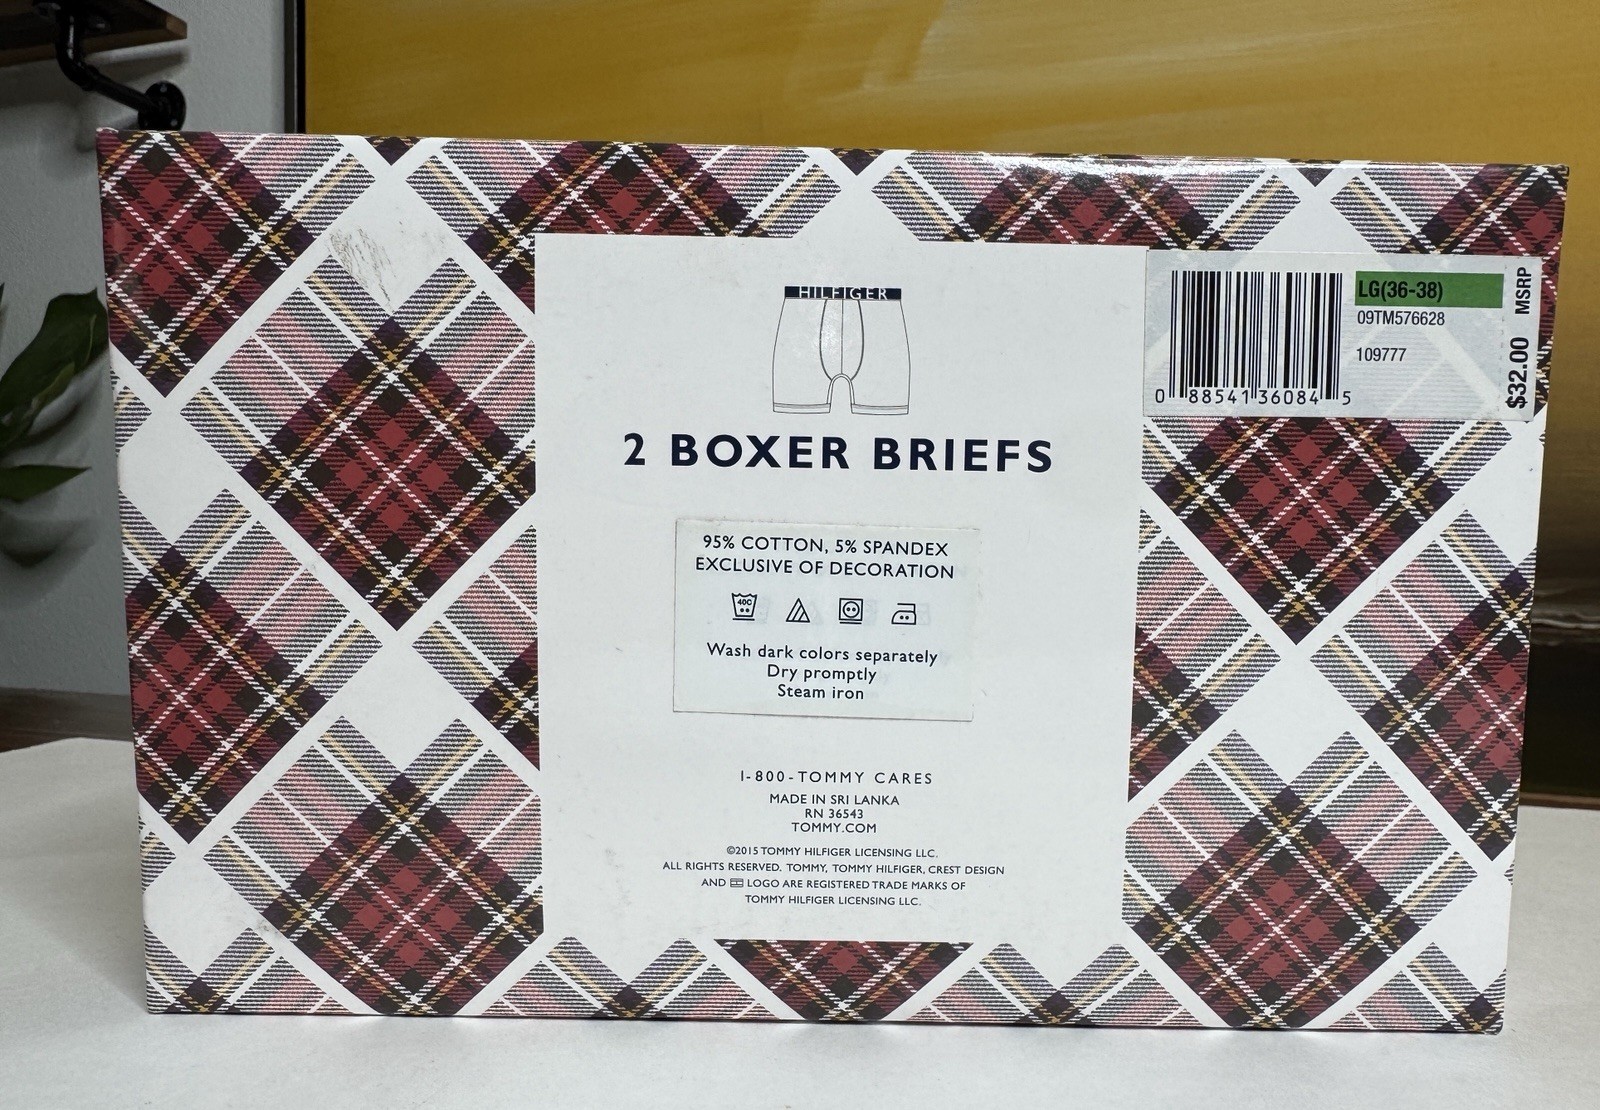 HILFIGER
2 BOXER BRIEFS
95% COTTON, 5% SPANDEX
EXCLUSIVE OF DECORATION
40C
Wash dark colors separately
Dry promptly
Steam iron
1-800-TOMMY CARES
MADE IN SRI LANKA
RN 36543
TOMMY.COM
©2015 TOMMY HILFIGER LICENSING LLC.
ALL RIGHTS RESERVED. TOMMY, TOMMY HILFIGER, CREST DESIGN
AND LOGO ARE REGISTERED TRADE MARKS OF
TOMMY HILFIGER LICENSING LLC.
LG(36-38)
09TM576628
109777
0 88541 36084 5
$32.00 MSRP